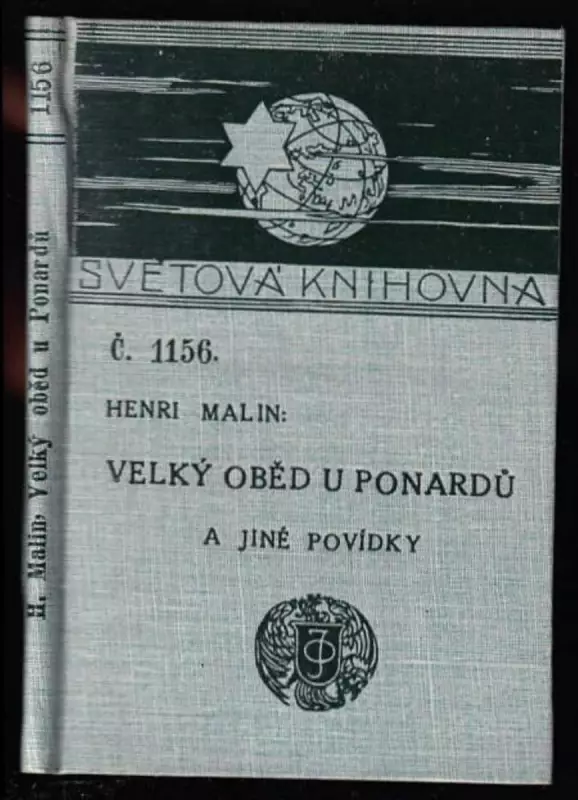 SVĚTOVÁ KNIHOVNA
Č. 1156.
HENRI MALIN:
VELKÝ OBĚD U PONARDŮ
A JINÉ POVÍDKY
H. Malin, Velký oběd u Ponardů 1156